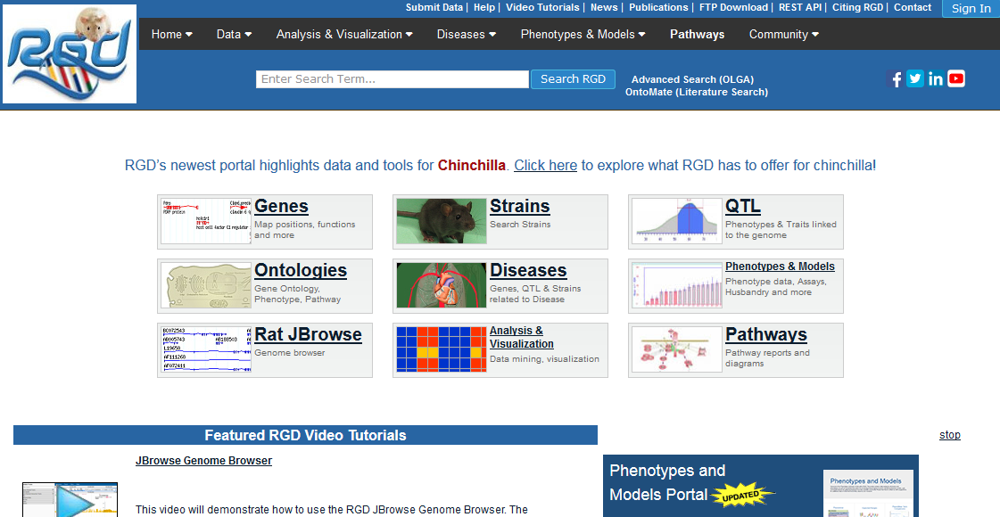 Submit Data | Help | Video Tutorials | News | Publications | FTP Download | REST API | Citing RGD | Contact
Sign In
RGD
Home
Data
Analysis & Visualization
Diseases
Phenotypes & Models
Pathways
Community
Enter Search Term...
Search RGD
Advanced Search (OLGA)
OntoMate (Literature Search)
RGD's newest portal highlights data and tools for Chinchilla. Click here to explore what RGD has to offer for chinchilla!
Genes
Map positions, functions
and more
Strains
Search Strains
QTL
Phenotypes & Traits linked
to the genome
Ontologies
Gene Ontology,
Phenotype, Pathway
Diseases
Genes, QTL & Strains
related to Disease
Phenotypes & Models
Phenotype data, Assays,
Husbandry and more
BC072543
AB005743
AB188503
L19658
AF111268
AF072411
Rat JBrowse
Genome browser
Analysis &
Visualization
Data mining, visualization
Pathways
Pathway reports and
diagrams
Featured RGD Video Tutorials
stop
JBrowse Genome Browser
This video will demonstrate how to use the RGD JBrowse Genome Browser. The
Phenotypes and
Models Portal
UPDATED
Phenotypes and Models